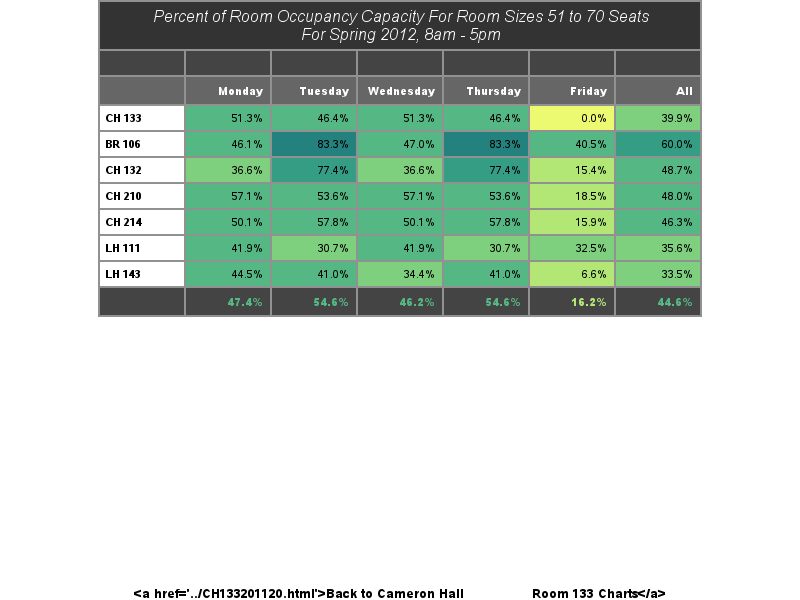 Percent of Room Occupancy Capacity For Room Sizes 51 to 70 Seats
For Spring 2012, 8am - 5pm
Monday Tuesday Wednesday Thursday Friday All
CH 133 51.3% 46.4% 51.3% 46.4% 0.0% 39.9%
BR 106 46.1% 83.3% 47.0% 83.3% 40.5% 60.0%
CH 132 36.6% 77.4% 36.6% 77.4% 15.4% 48.7%
CH 210 57.1% 53.6% 57.1% 53.6% 18.5% 48.0%
CH 214 50.1% 57.8% 50.1% 57.8% 15.9% 46.3%
LH 111 41.9% 30.7% 41.9% 30.7% 32.5% 35.6%
LH 143 44.5% 41.0% 34.4% 41.0% 6.6% 33.5%
47.4% 54.6% 46.2% 54.6% 16.2% 44.6%
<a href='../CH133201120.html'>Back to Cameron Hall Room 133 Charts</a>